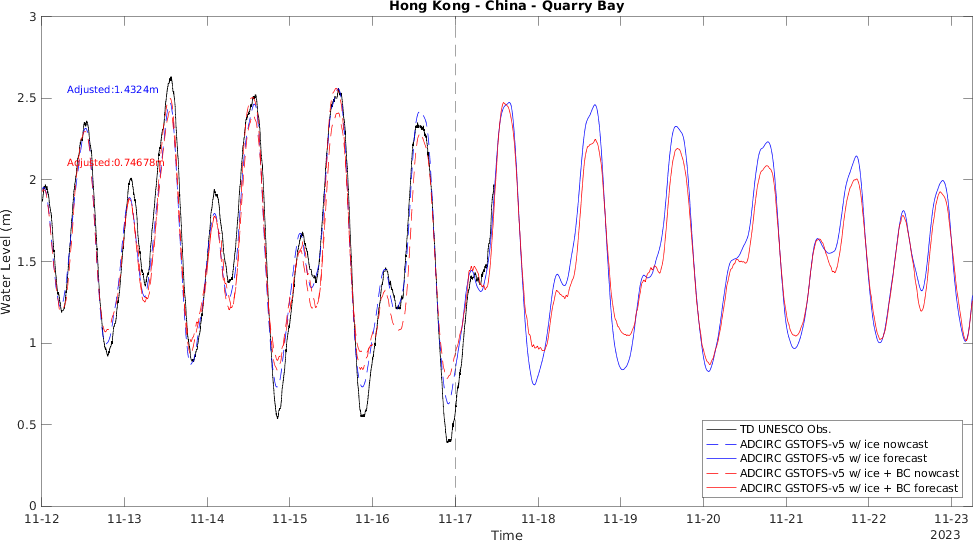 Hong Kong - China - Quarry Bay
Water Level (m)
3
2.5
2
1.5
1
0.5
0
Adjusted:1.4324m
Adjusted:0.74678m
TD UNESCO Obs.
ADCIRC GSTOFS-v5 w/ ice nowcast
ADCIRC GSTOFS-v5 w/ ice forecast
ADCIRC GSTOFS-v5 w/ ice + BC nowcast
ADCIRC GSTOFS-v5 w/ ice + BC forecast
11-12 11-13 11-14 11-15 11-16 11-17 11-18 11-19 11-20 11-21 11-22 11-23
Time
2023